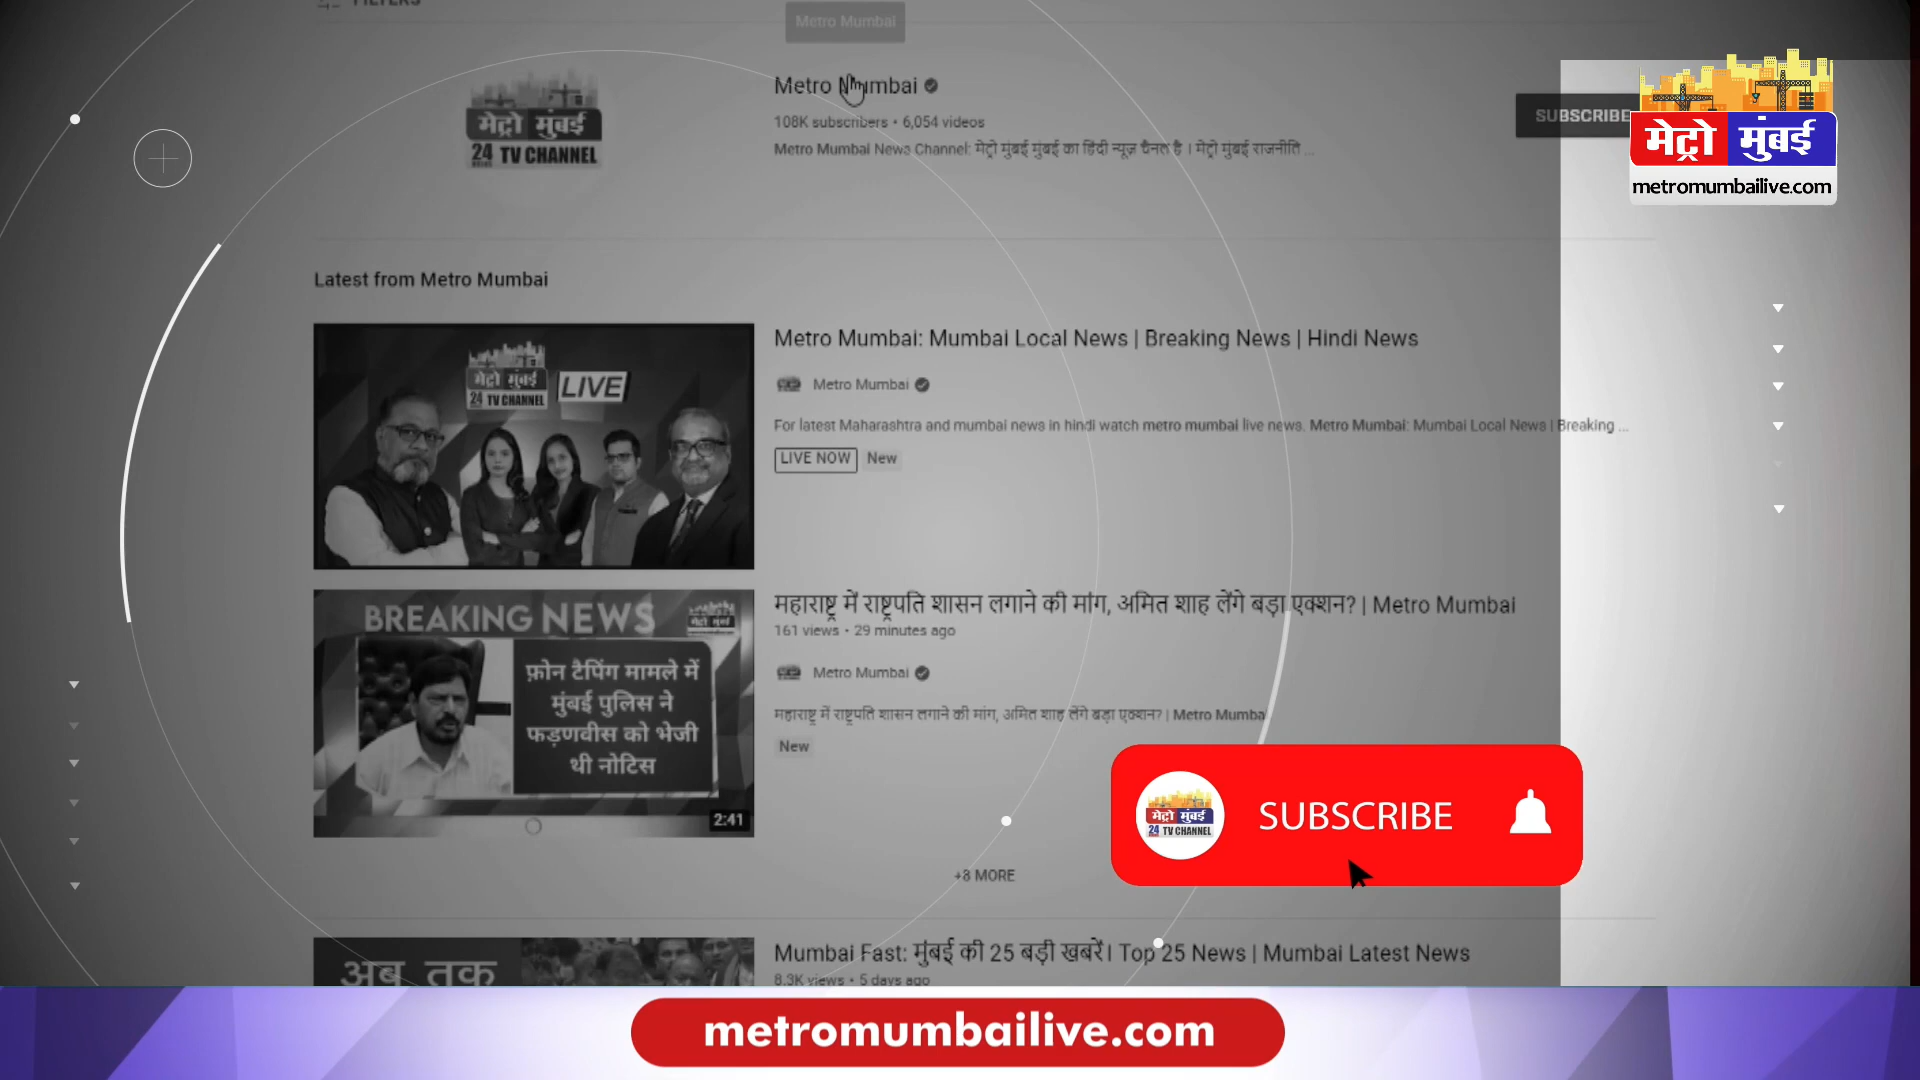 FILTERS
Metro Mumbai
Metro Mumbai
108K subscribers • 6,054 videos
Metro Mumbai News Channel: मेट्रो मुंबई मुंबई का हिंदी न्यूज़ चैनल है । मेट्रो मुंबई राजनीति ...
मेट्रो मुंबई
24 TV CHANNEL
SUBSCRIBE
मेट्रो मुंबई
metromumbailive.com
Latest from Metro Mumbai
मेट्रो मुंबई
24 TV CHANNEL
LIVE
Metro Mumbai: Mumbai Local News | Breaking News | Hindi News
Metro Mumbai
For latest Maharashtra and mumbai news in hindi watch metro mumbai live news. Metro Mumbai: Mumbai Local News | Breaking ...
LIVE NOW New
BREAKING NEWS
मेट्रो मुंबई
फ़ोन टैपिंग मामले में
मुंबई पुलिस ने
फड़णवीस को भेजी
थी नोटिस
2:41
महाराष्ट्र में राष्ट्रपति शासन लगाने की मांग, अमित शाह लेंगे बड़ा एक्शन? | Metro Mumbai
161 views • 29 minutes ago
Metro Mumbai
महाराष्ट्र में राष्ट्रपति शासन लगाने की मांग, अमित शाह लेंगे बड़ा एक्शन? | Metro Mumbai
New
मेट्रो मुंबई
24 TV CHANNEL
SUBSCRIBE
+8 MORE
अब तक
Mumbai Fast: मुंबई की 25 बड़ी खबरें। Top 25 News | Mumbai Latest News
8.3K views • 5 days ago
metromumbailive.com